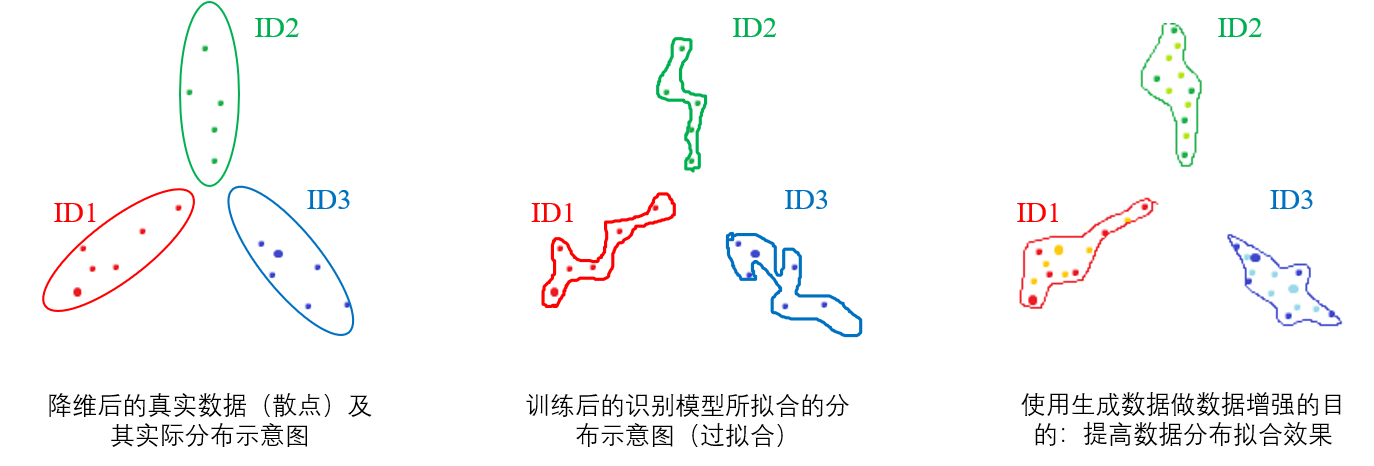 ID2
ID1
ID3
降维后的真实数据（散点）及
其实际分布示意图
ID2
ID1
ID3
训练后的识别模型所拟合的分
布示意图（过拟合）
ID2
ID1
ID3
使用生成数据做数据增强的目
的：提高数据分布拟合效果